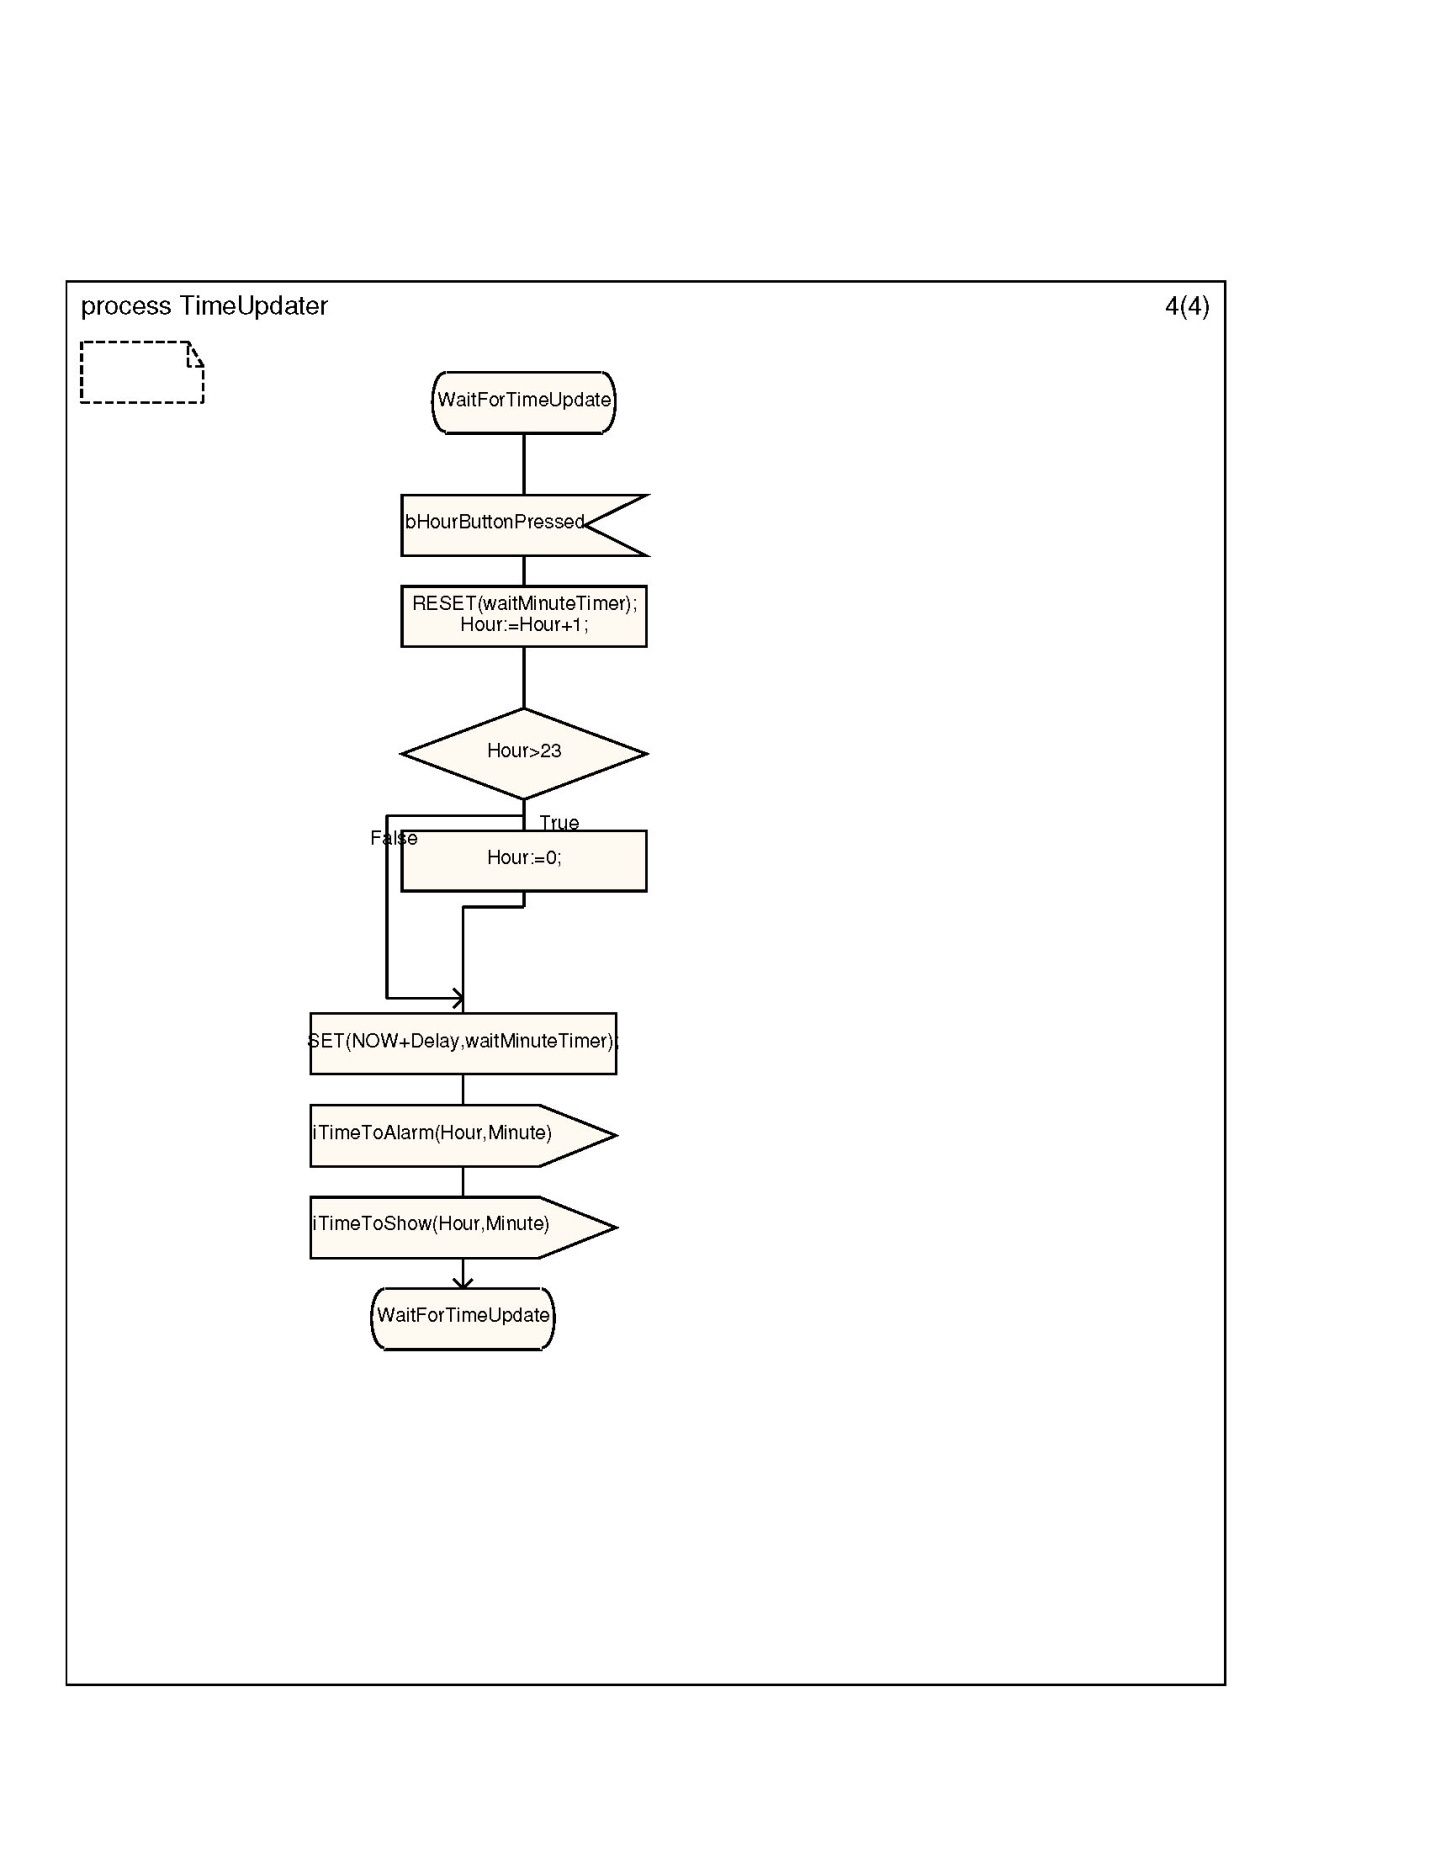 process TimeUpdater
4(4)
WaitForTimeUpdate
bHourButtonPressed
RESET(waitMinuteTimer);
Hour:=Hour+1;
Hour>23
True
False
Hour:=0;
SET(NOW+Delay,waitMinuteTimer);
iTimeToAlarm(Hour,Minute)
iTimeToShow(Hour,Minute)
WaitForTimeUpdate